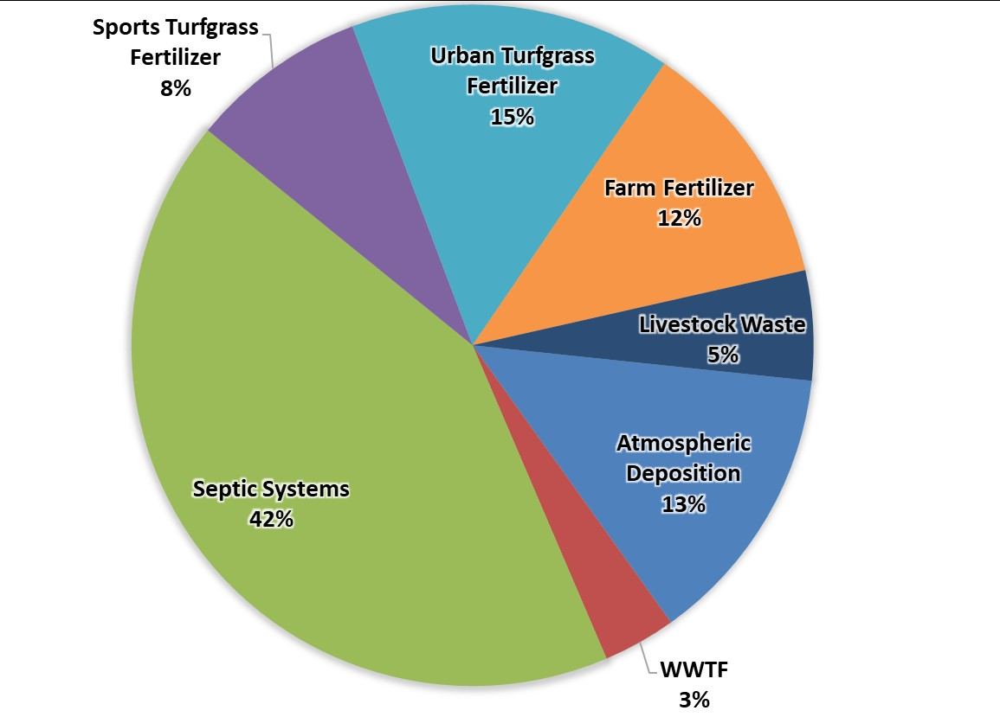 Sports Turfgrass
Fertilizer
8%
Urban Turfgrass
Fertilizer
15%
Farm Fertilizer
12%
Livestock Waste
5%
Atmospheric
Deposition
13%
Septic Systems
42%
WWTF
3%